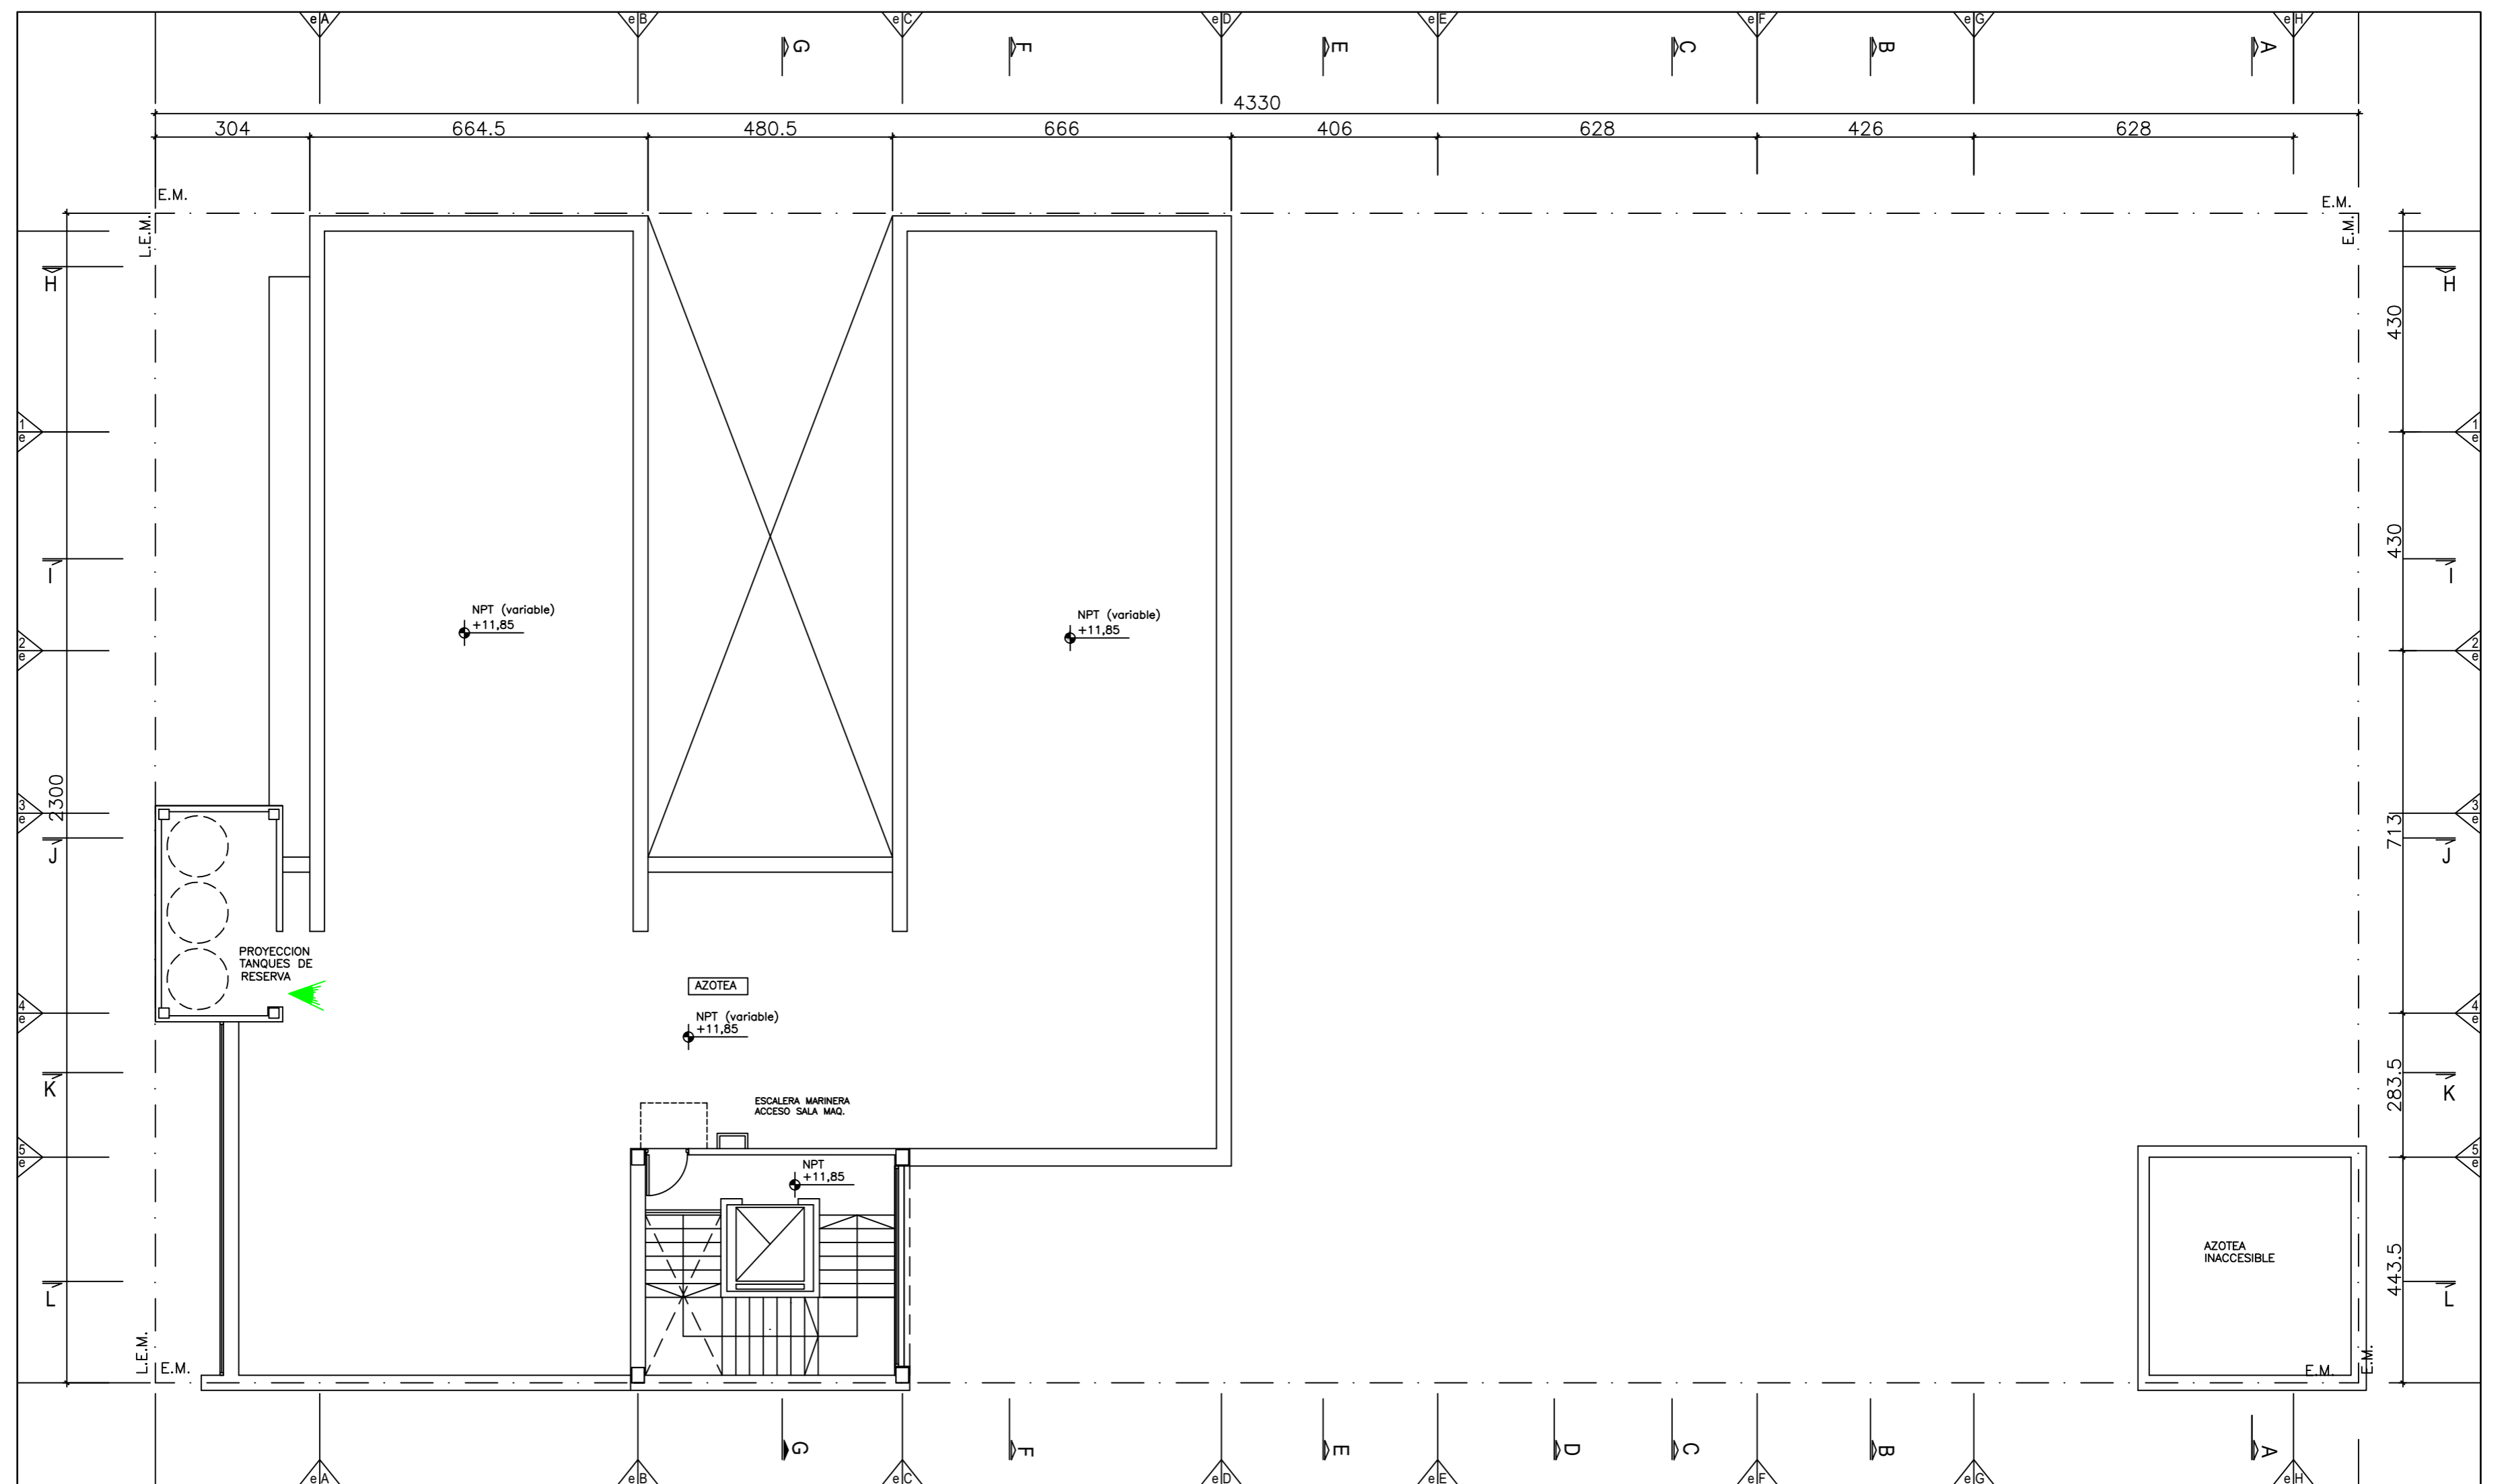 eA eB eC eD eE eF eG eH
G F E C B A
4330
304 664.5 480.5 666 406 628 426 628
E.M. E.M.
L.E.M. E.M.
H H
430
1 e 1 e
430
I I
NPT (variable)
+11,85
NPT (variable)
+11,85
2 e 2 e
2300
3 e 3 e
713
J J
PROYECCION
TANQUES DE
RESERVA
AZOTEA
4 e 4 e
NPT (variable)
+11,85
K K
283.5
ESCALERA MARINERA
ACCESO SALA MAQ.
5 e 5 e
NPT
+11,85
AZOTEA
INACCESIBLE
443.5
L L
L.E.M. E.M. E.M. E.M.
G F E D C B A
eA eB eC eD eE eF eG eH